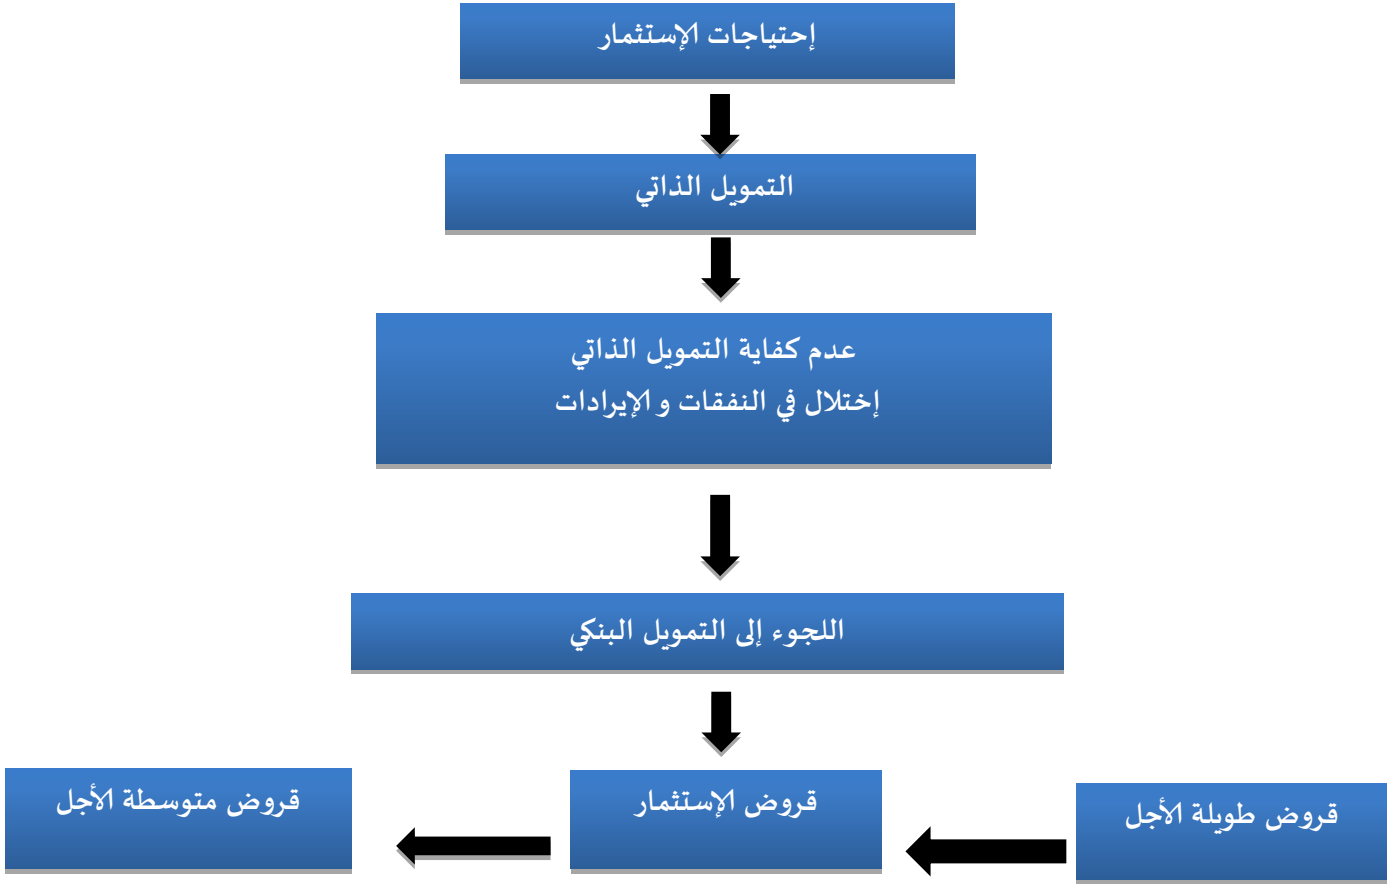 إحتياجات الإستثمار
التمويل الذاتي
عدم كفاية التمويل الذاتي
إختلال في النفقات و الإيرادات
اللجوء إلى التمويل البنكي
قروض طويلة الأجل
قروض الإستثمار
قروض متوسطة الأجل